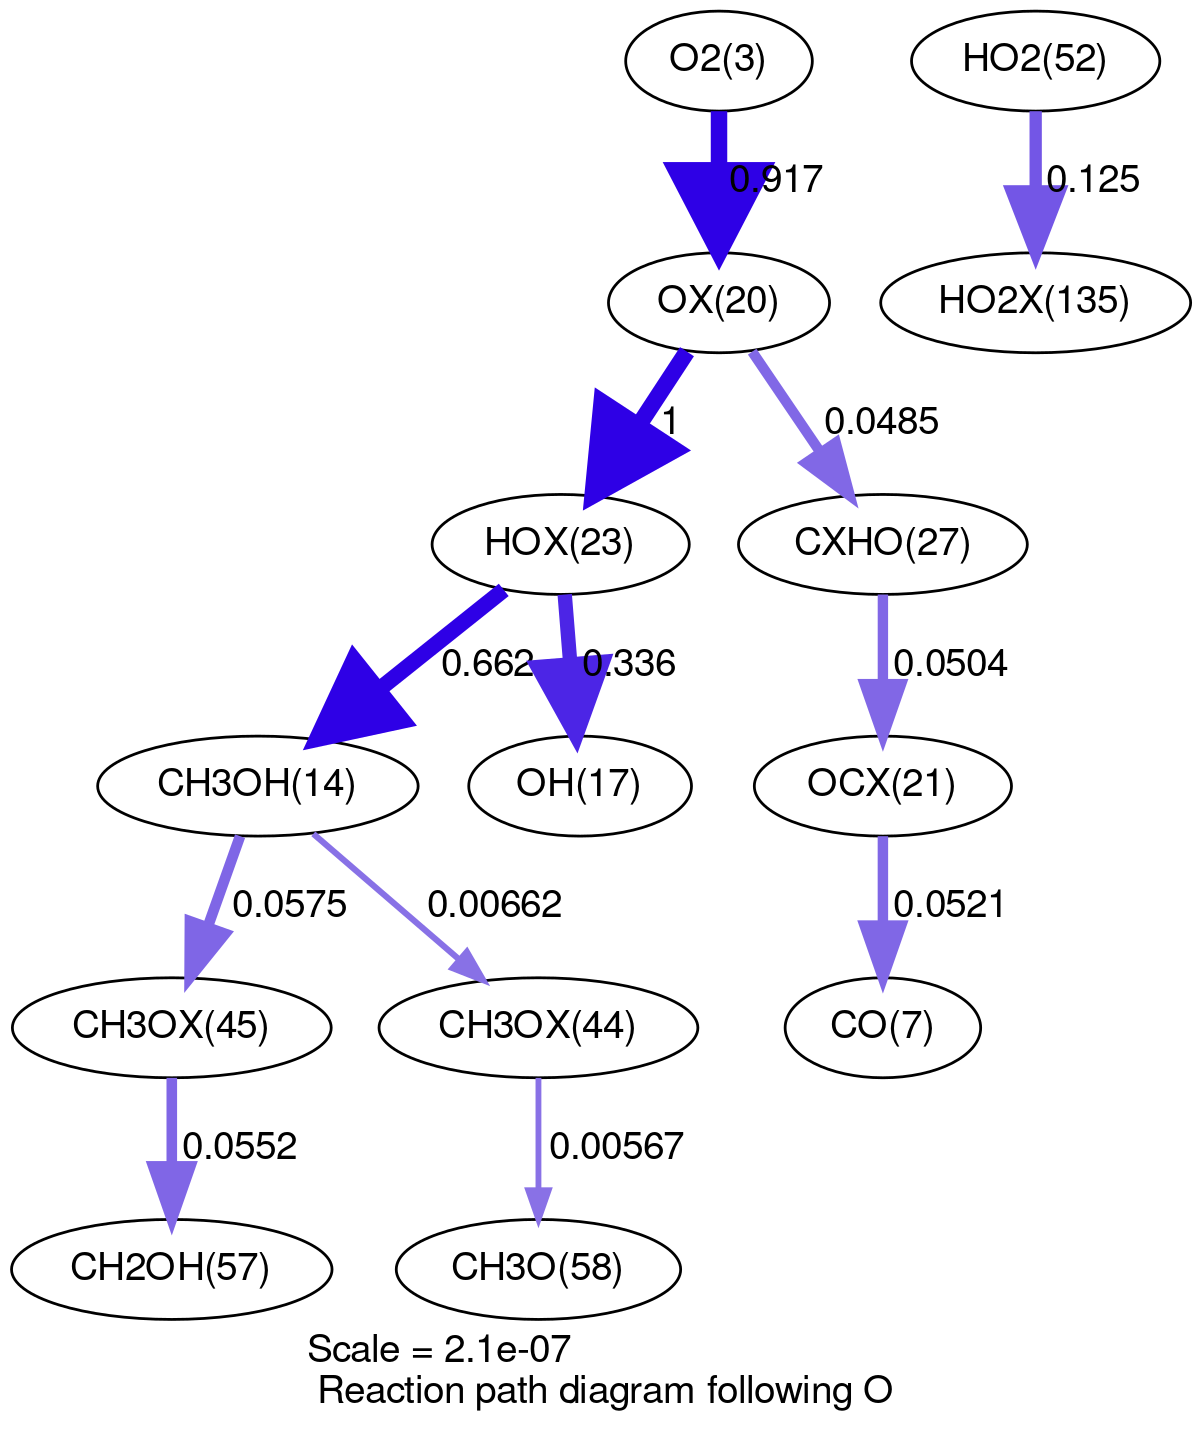 O2(3)
HO2(52)
0.917
0.125
OX(20)
HO2X(135)
1
0.0485
HOX(23)
CXHO(27)
0.662
0.336
0.0504
CH3OH(14)
OH(17)
OCX(21)
0.0575
0.00662
0.0521
CH3OX(45)
CH3OX(44)
CO(7)
0.0552
0.00567
CH2OH(57)
CH3O(58)
Scale = 2.1e-07
Reaction path diagram following O